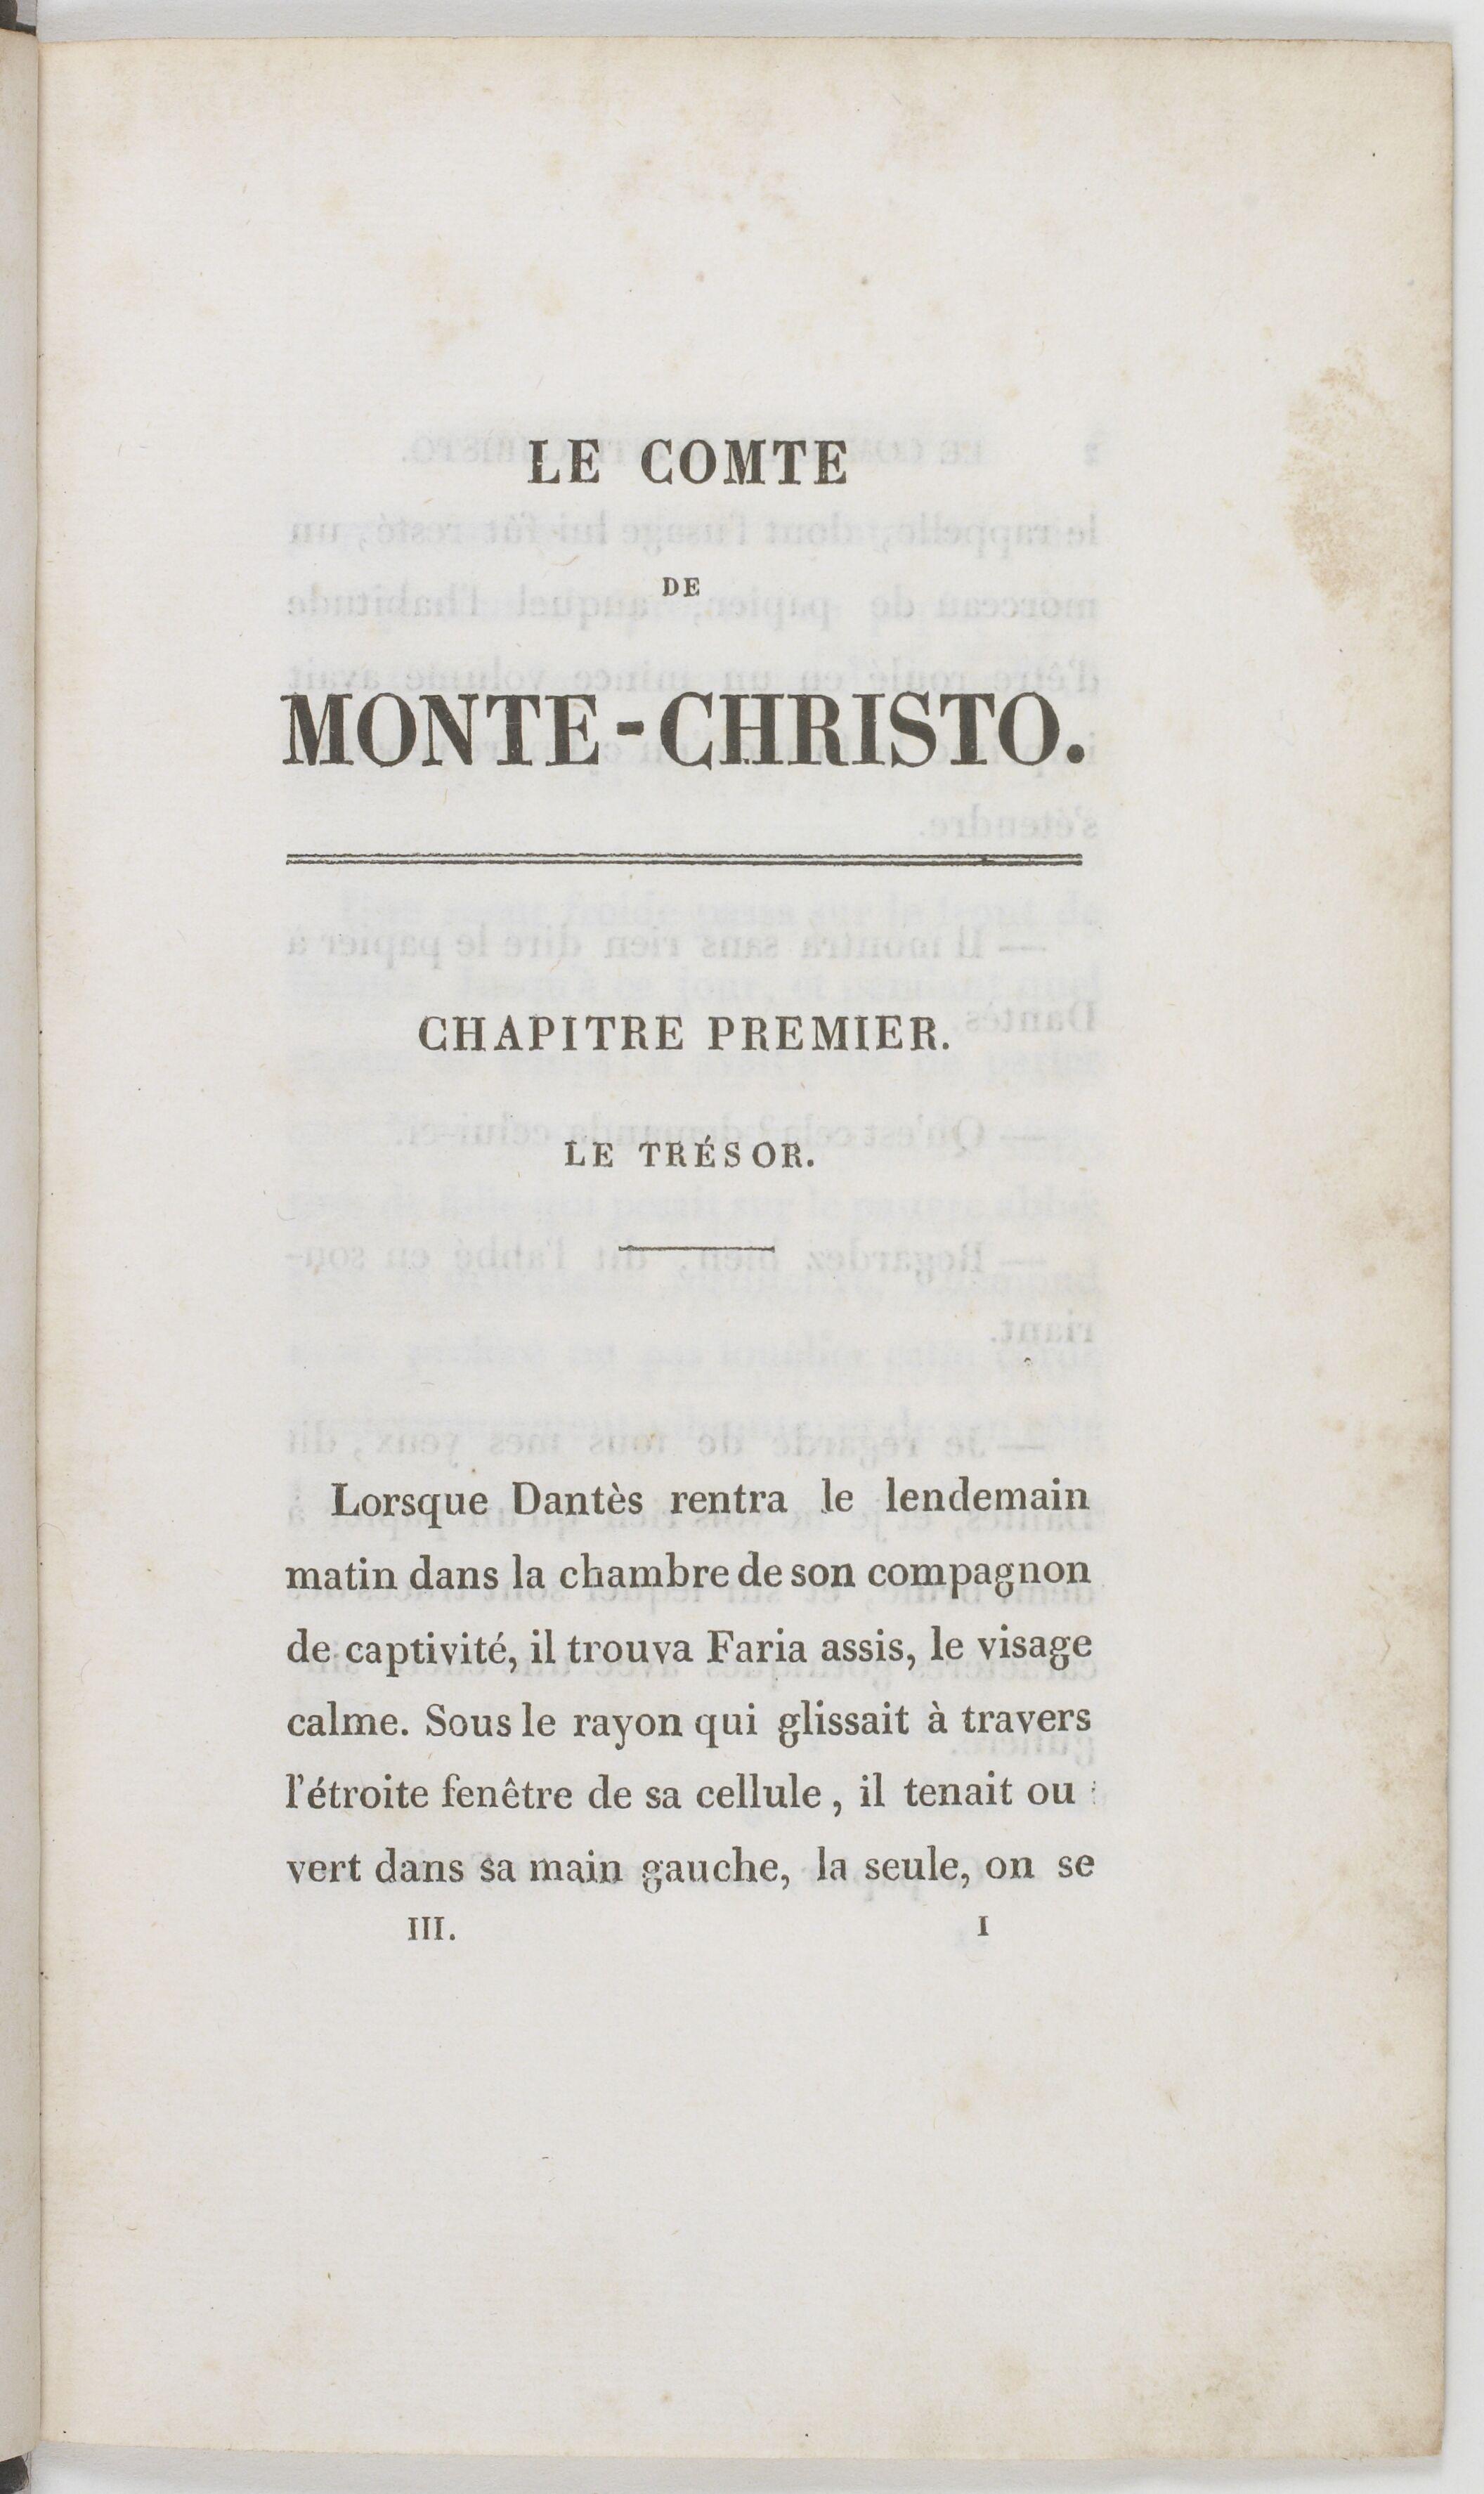 LE COMTE
DE
MONTE-CHRISTO.
CHAPITRE PREMIER.
LE TRÉSOR.
Lorsque Dantès rentra le lendemain
matin dans la chambre de son compagnon
de captivité, il trouva Faria assis, le visage
calme. Sous le rayon qui glissait à travers
l'étroite fenêtre de sa cellule, il tenait ou
vert dans sa main gauche, la seule, on se
III. I